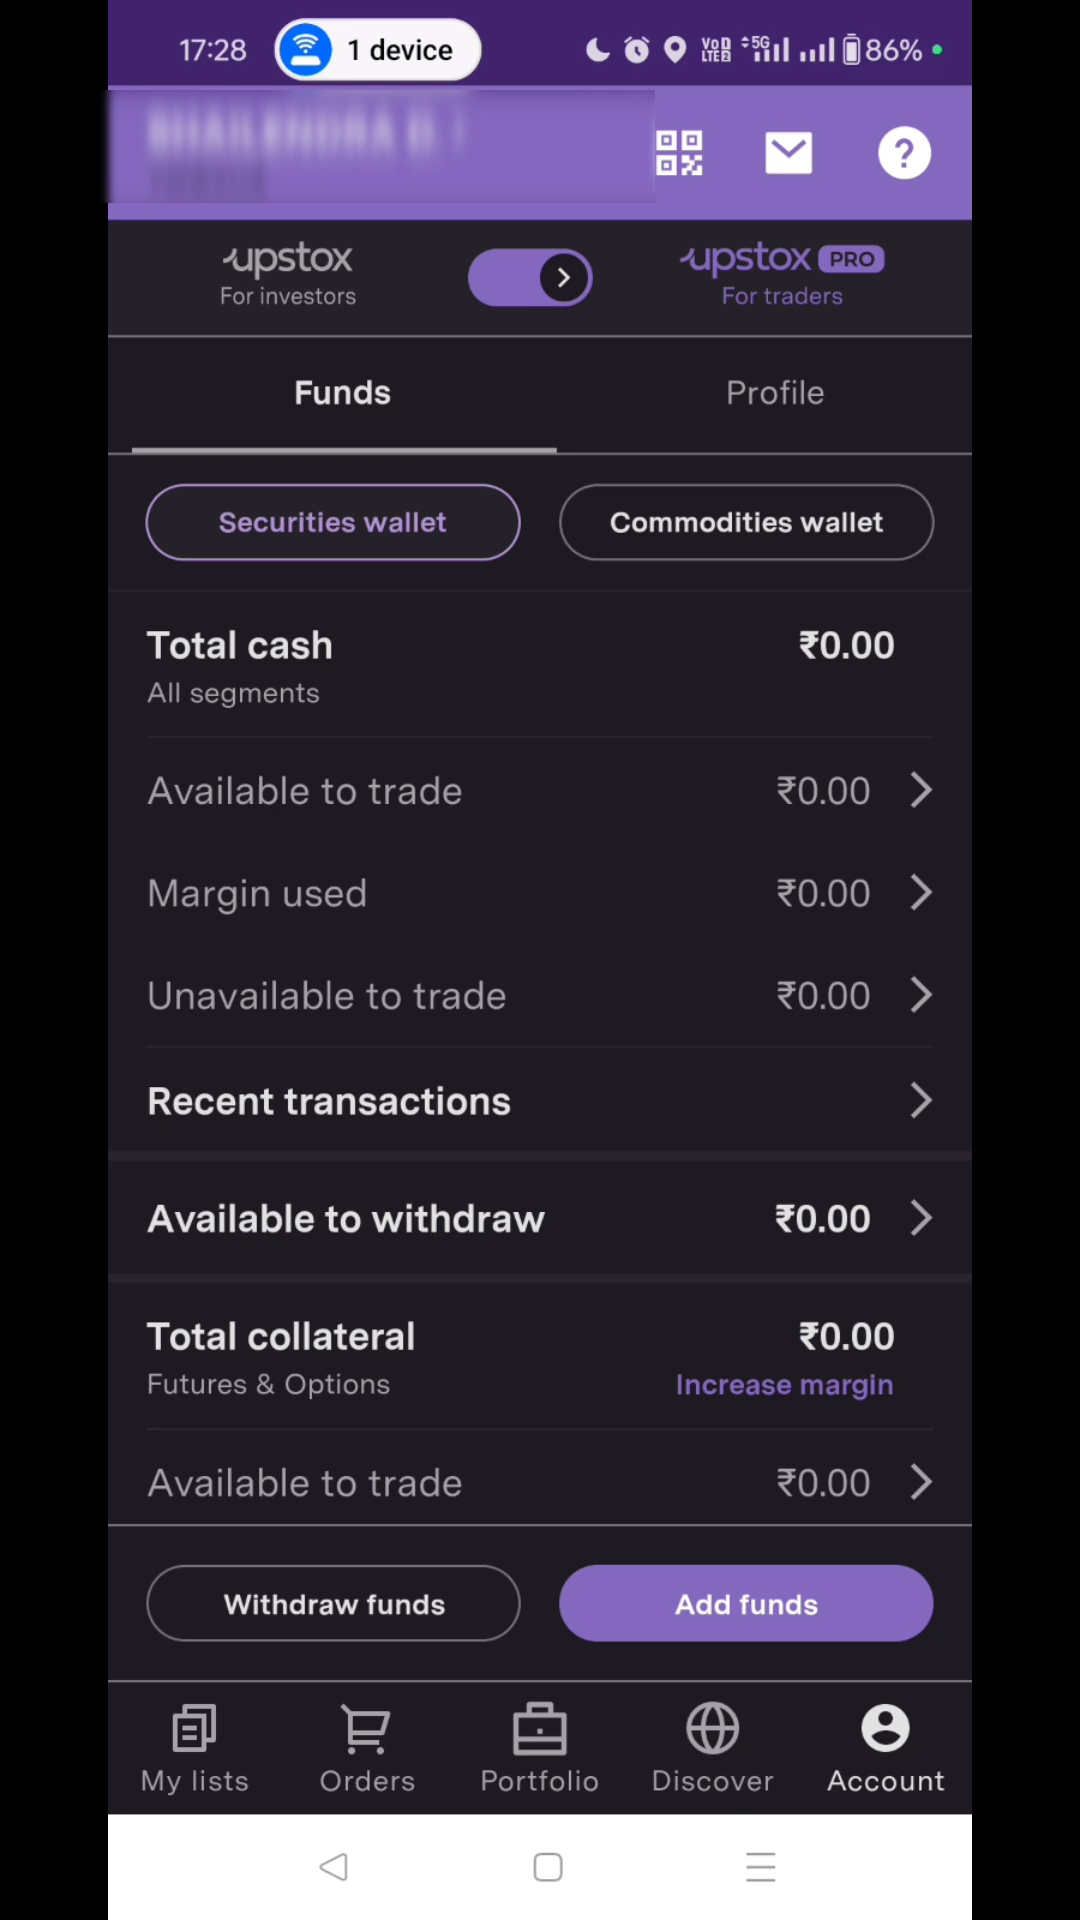 17:28
1 device
VoD LTE2
5G
86%
upstox
For investors
upstox PRO
For traders
Funds
Profile
Securities wallet
Commodities wallet
Total cash
₹0.00
All segments
Available to trade
₹0.00
Margin used
₹0.00
Unavailable to trade
₹0.00
Recent transactions
Available to withdraw
₹0.00
Total collateral
₹0.00
Futures & Options
Increase margin
Available to trade
₹0.00
Withdraw funds
Add funds
My lists
Orders
Portfolio
Discover
Account